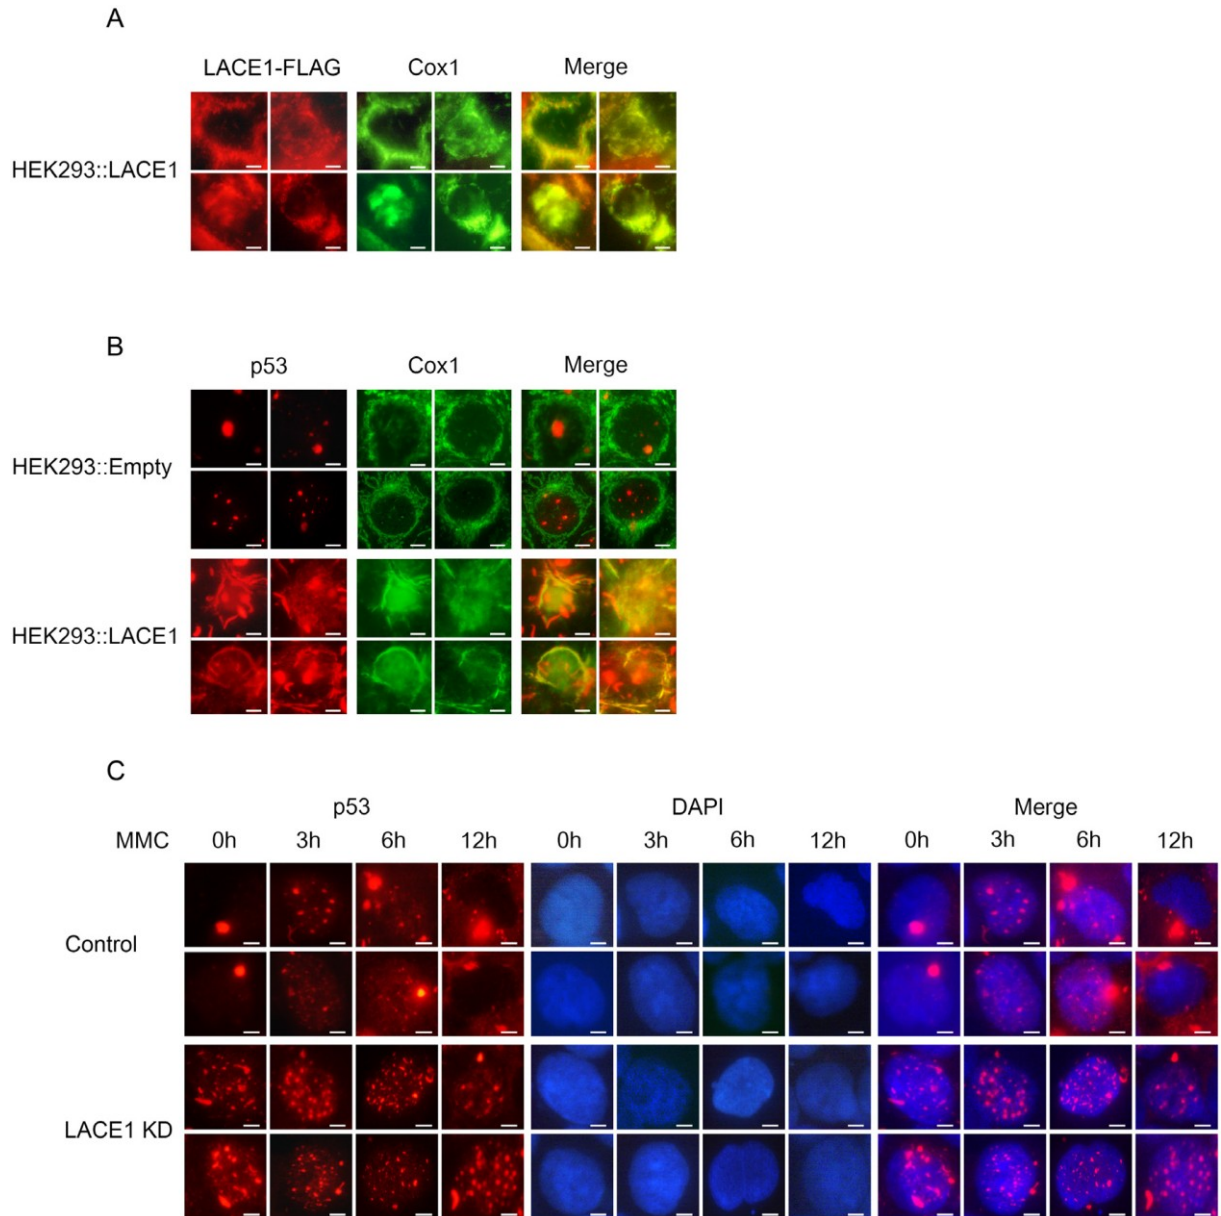 A
LACE1-FLAG Cox1 Merge
HEK293::LACE1
B
p53 Cox1 Merge
HEK293::Empty
HEK293::LACE1
C
p53 DAPI Merge
MMC 0h 3h 6h 12h 0h 3h 6h 12h 0h 3h 6h 12h
Control
LACE1 KD